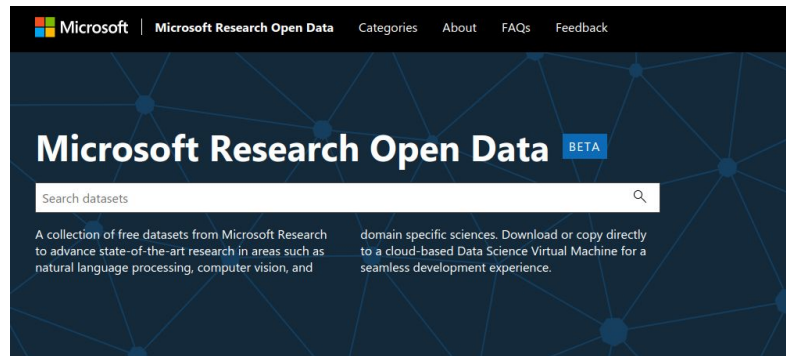 Microsoft | Microsoft Research Open Data Categories About FAQs Feedback
Microsoft Research Open Data BETA
Search datasets
A collection of free datasets from Microsoft Research
to advance state-of-the-art research in areas such as
natural language processing, computer vision, and
domain specific sciences. Download or copy directly
to a cloud-based Data Science Virtual Machine for a
seamless development experience.